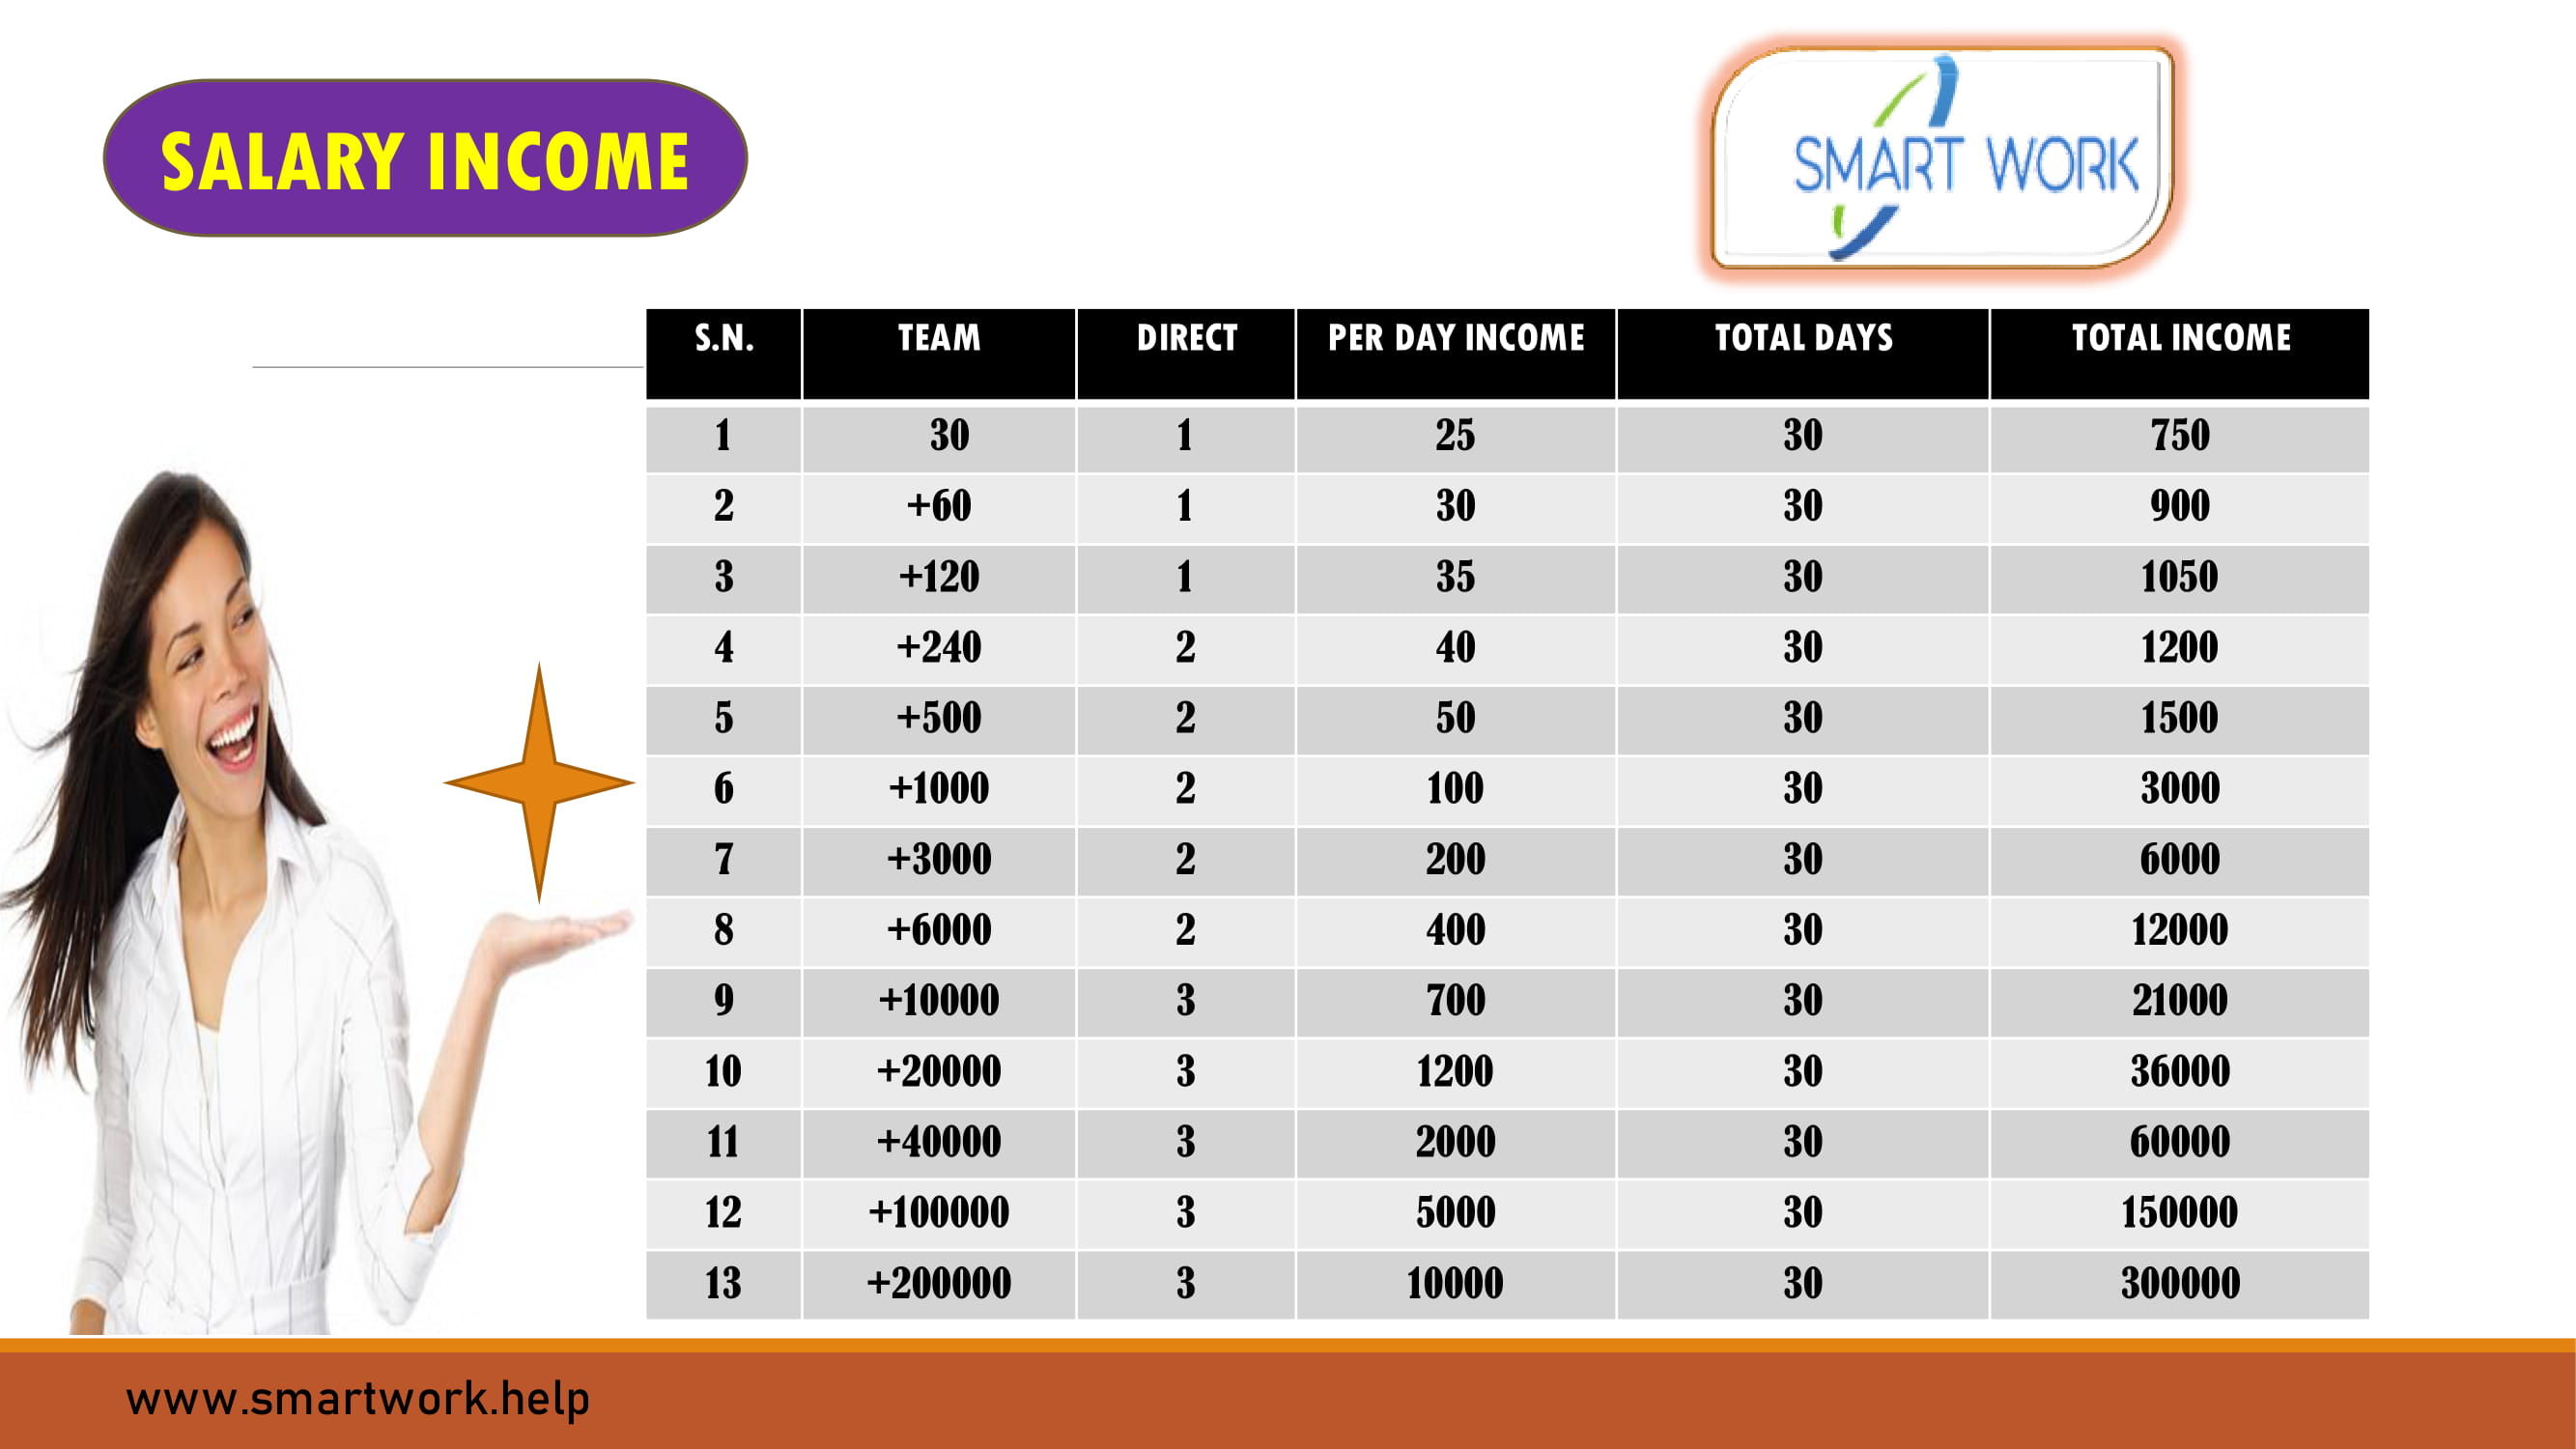 SALARY INCOME
SMART WORK
S.N. TEAM DIRECT PER DAY INCOME TOTAL DAYS TOTAL INCOME
1 30 1 25 30 750
2 +60 1 30 30 900
3 +120 1 35 30 1050
4 +240 2 40 30 1200
5 +500 2 50 30 1500
6 +1000 2 100 30 3000
7 +3000 2 200 30 6000
8 +6000 2 400 30 12000
9 +10000 3 700 30 21000
10 +20000 3 1200 30 36000
11 +40000 3 2000 30 60000
12 +100000 3 5000 30 150000
13 +200000 3 10000 30 300000
www.smartwork.help